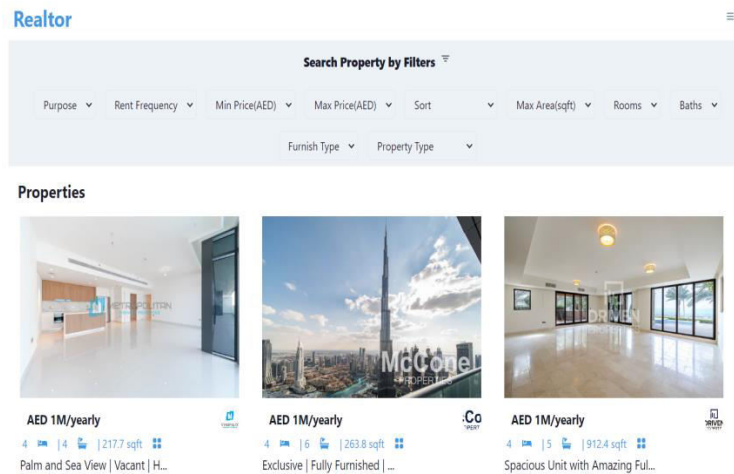 Realtor
Search Property by Filters
Purpose Rent Frequency Min Price(AED) Max Price(AED) Sort Max Area(sqft) Rooms Baths
Furnish Type Property Type
Properties
METROPOLITAN
McCone
PROPERTIES
DRIVEN
AED 1M/yearly
AED 1M/yearly
:Co
AED 1M/yearly
DRIVEN
4 | 4 | 217.7 sqft
4 | 6 | 263.8 sqft
4 | 5 | 912.4 sqft
Palm and Sea View | Vacant | H...
Exclusive | Fully Furnished | ...
Spacious Unit with Amazing Ful...